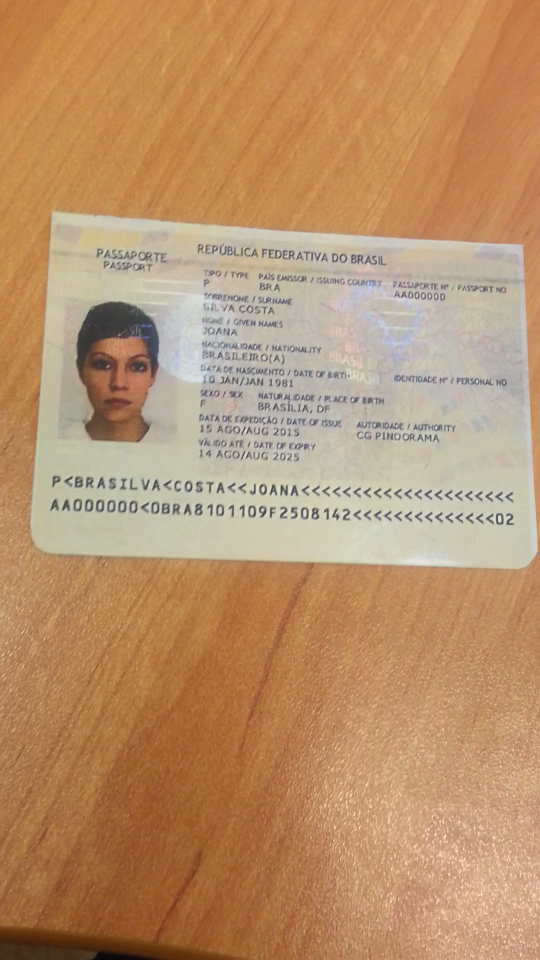 PASSAPORTE
PASSPORT
REPÚBLICA FEDERATIVA DO BRASIL
TIPO / TYPE PAÍS EMISSOR / ISSUING COUNTRY PASSAPORTE Nº / PASSPORT NO
P BRA AA000000
SOBRENOME / SURNAME
SILVA COSTA
NOME / GIVEN NAMES
JOANA
NACIONALIDADE / NATIONALITY
BRASILEIRO(A)
DATA DE NASCIMENTO / DATE OF BIRTH IDENTIDADE Nº / PERSONAL NO
10 JAN/JAN 1981
SEXO / SEX NATURALIDADE / PLACE OF BIRTH
F BRASÍLIA, DF
DATA DE EXPEDIÇÃO / DATE OF ISSUE AUTORIDADE / AUTHORITY
15 AGO/AUG 2015 CG PINDORAMA
VÁLIDO ATÉ / DATE OF EXPIRY
14 AGO/AUG 2025
P<BRASILVA<COSTA<<JOANA<<<<<<<<<<<<<<<<<<<<<
AA000000<0BRA8101109F2508142<<<<<<<<<<<<<<02